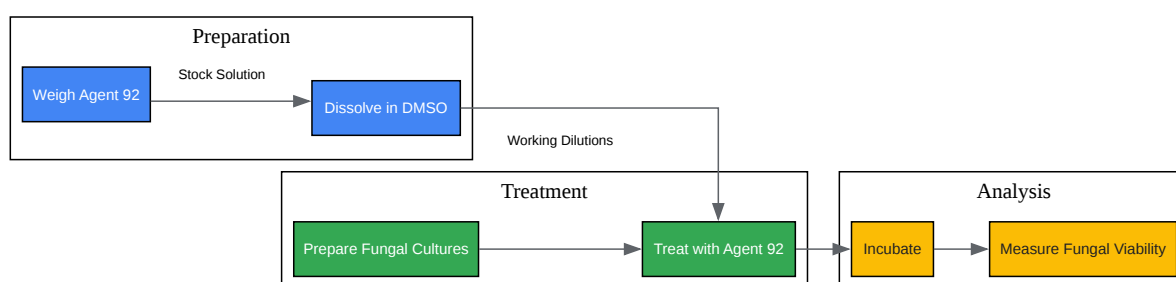 Preparation
Weigh Agent 92
Stock Solution
Dissolve in DMSO
Working Dilutions
Treatment
Prepare Fungal Cultures
Treat with Agent 92
Analysis
Incubate
Measure Fungal Viability